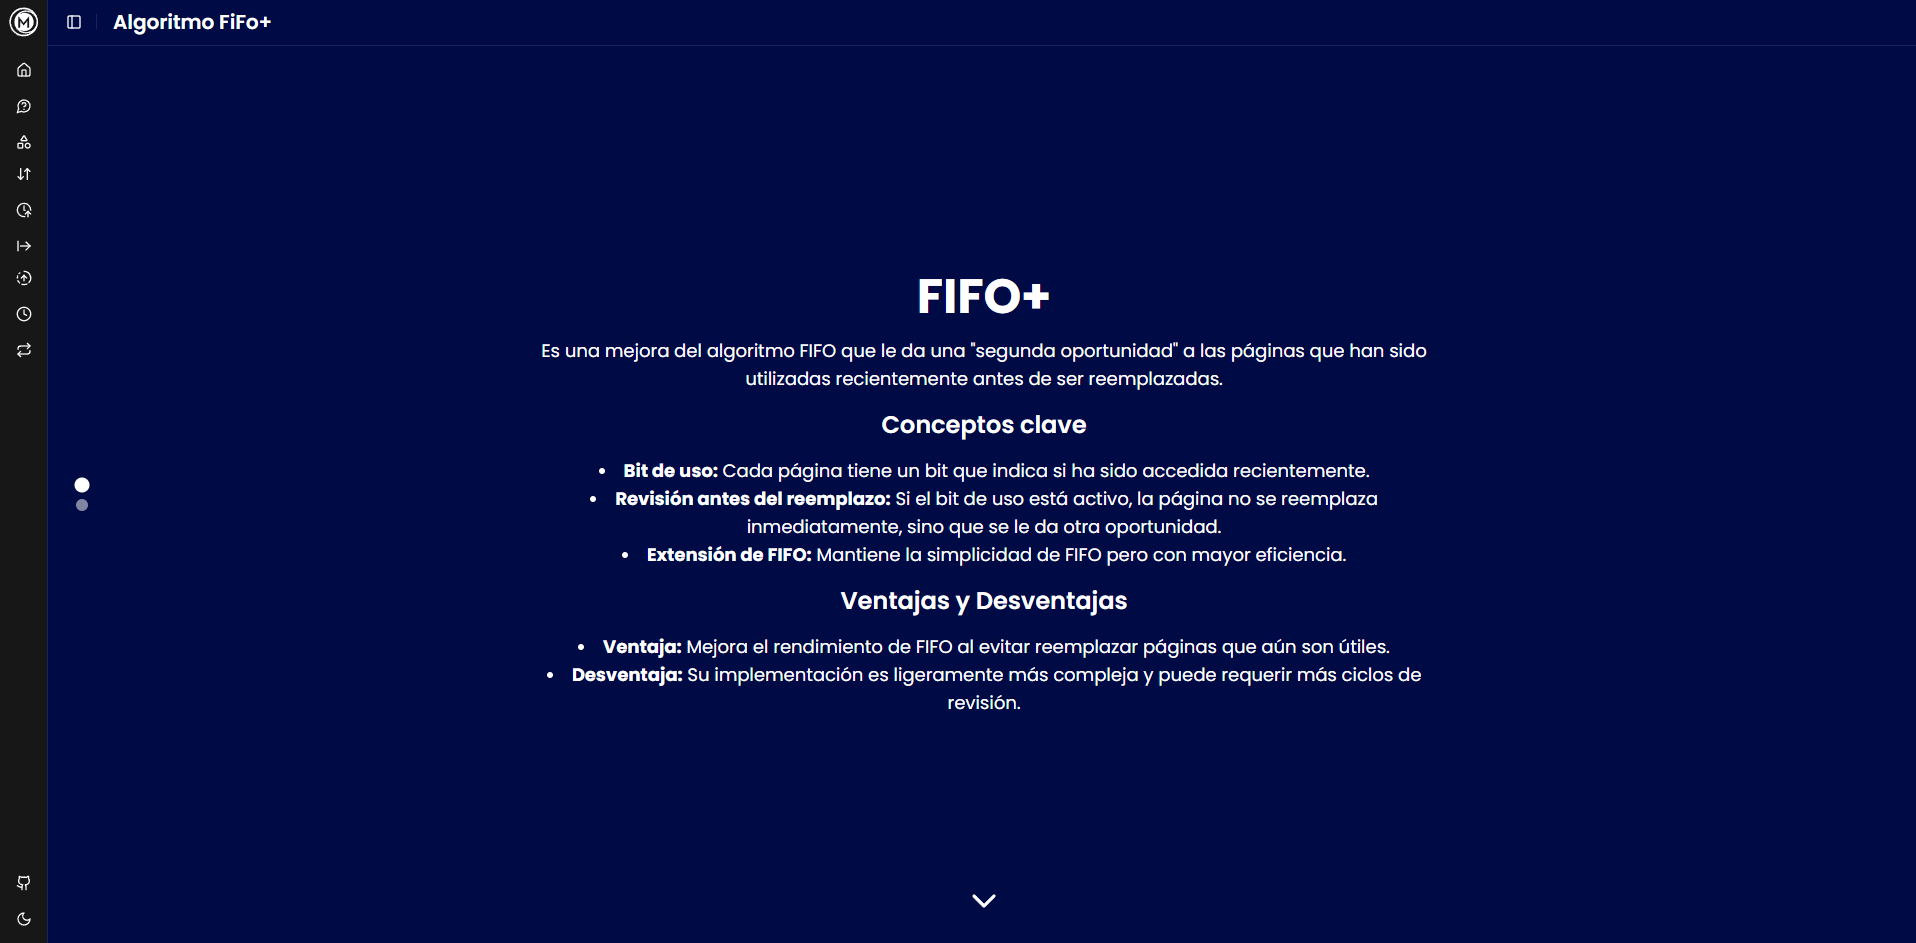 M
Algoritmo FiFo+
FIFO+
Es una mejora del algoritmo FIFO que le da una "segunda oportunidad" a las páginas que han sido
utilizadas recientemente antes de ser reemplazadas.
Conceptos clave
• Bit de uso: Cada página tiene un bit que indica si ha sido accedida recientemente.
• Revisión antes del reemplazo: Si el bit de uso está activo, la página no se reemplaza
inmediatamente, sino que se le da otra oportunidad.
• Extensión de FIFO: Mantiene la simplicidad de FIFO pero con mayor eficiencia.
Ventajas y Desventajas
• Ventaja: Mejora el rendimiento de FIFO al evitar reemplazar páginas que aún son útiles.
• Desventaja: Su implementación es ligeramente más compleja y puede requerir más ciclos de
revisión.